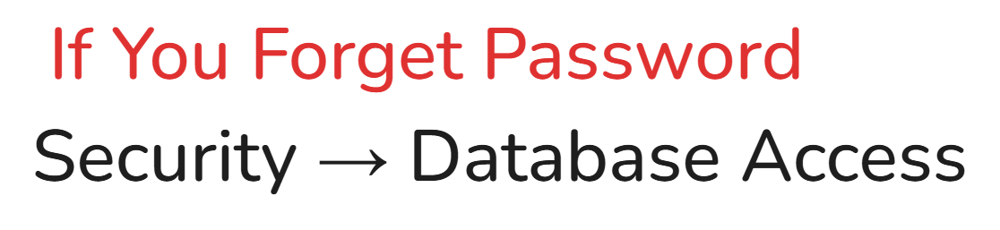 If You Forget Password
Security → Database Access